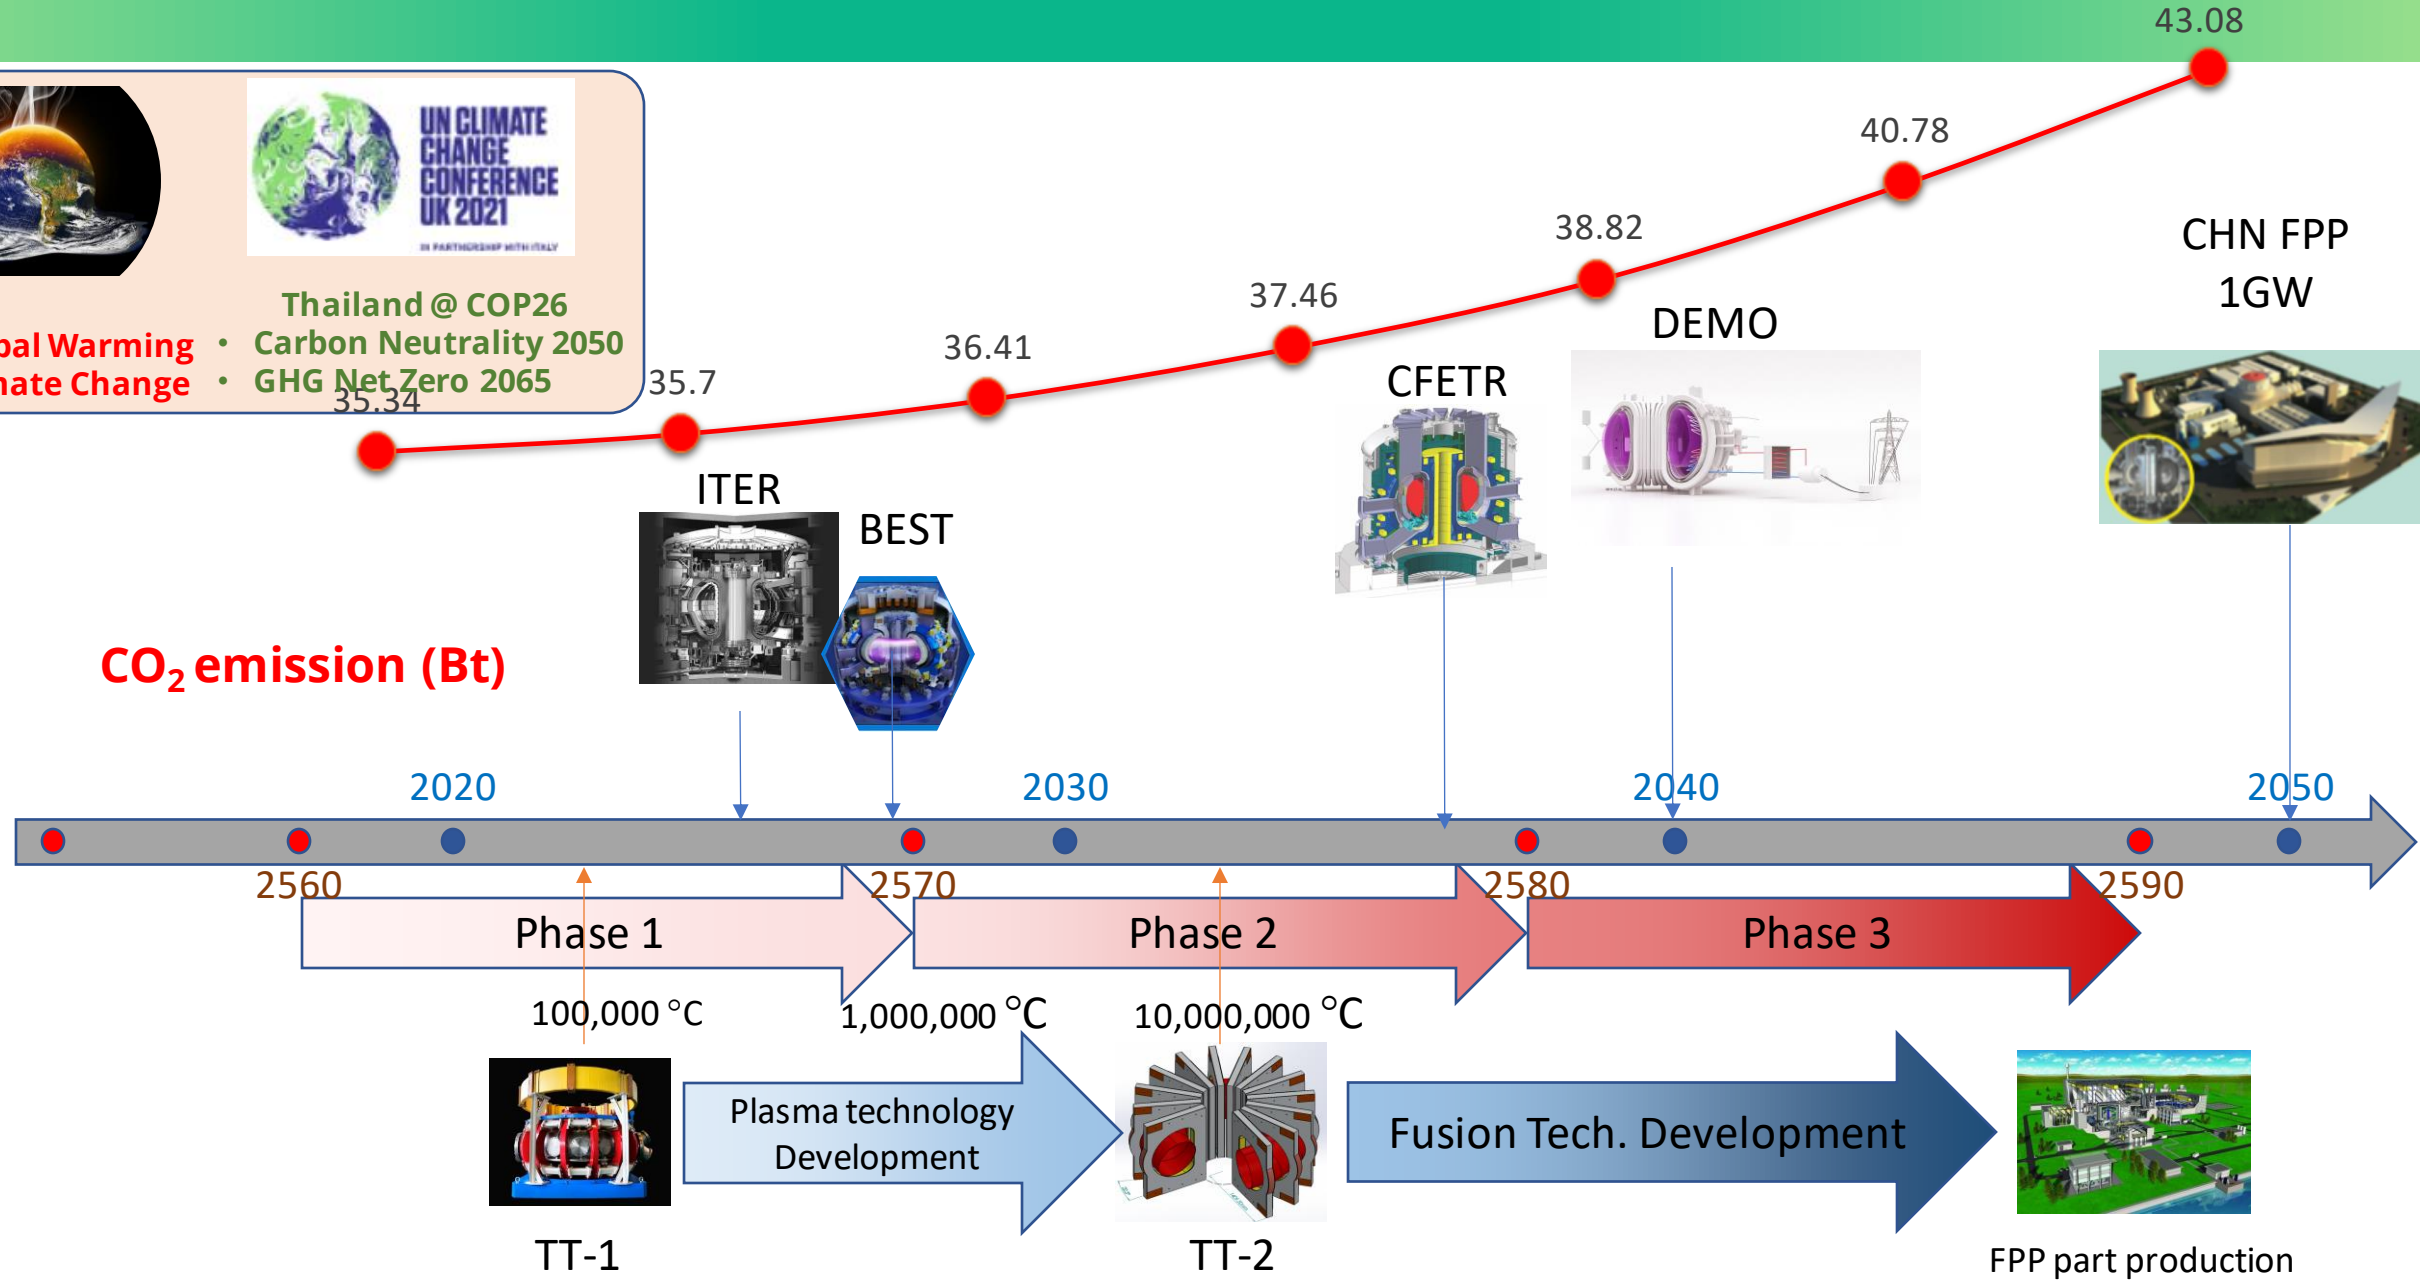 43.08
40.78
38.82
37.46
36.41
35.7
35.34
UN CLIMATE
CHANGE
CONFERENCE
UK 2021
IN PARTNERSHIP WITH ITALY
Thailand @ COP26
• Carbon Neutrality 2050
• GHG Net Zero 2065
Warming
Change
CHN FPP
1GW
DEMO
CFETR
ITER
BEST
CO₂ emission (Bt)
2020
2030
2040
2050
2560
2570
2580
2590
Phase 1
Phase 2
Phase 3
100,000 °C
1,000,000 °C
10,000,000 °C
Plasma technology
Development
Fusion Tech. Development
TT-1
TT-2
FPP part production